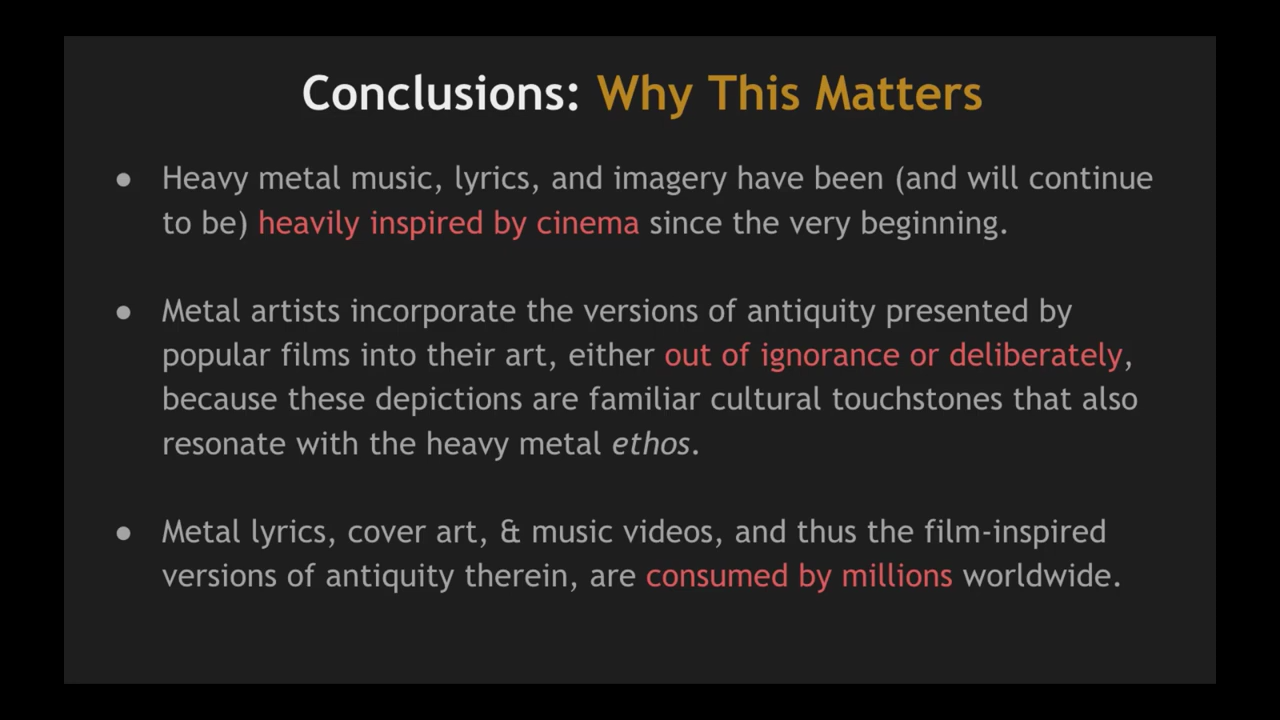 Conclusions: Why This Matters
● Heavy metal music, lyrics, and imagery have been (and will continue
to be) heavily inspired by cinema since the very beginning.
● Metal artists incorporate the versions of antiquity presented by
popular films into their art, either out of ignorance or deliberately,
because these depictions are familiar cultural touchstones that also
resonate with the heavy metal ethos.
● Metal lyrics, cover art, & music videos, and thus the film-inspired
versions of antiquity therein, are consumed by millions worldwide.